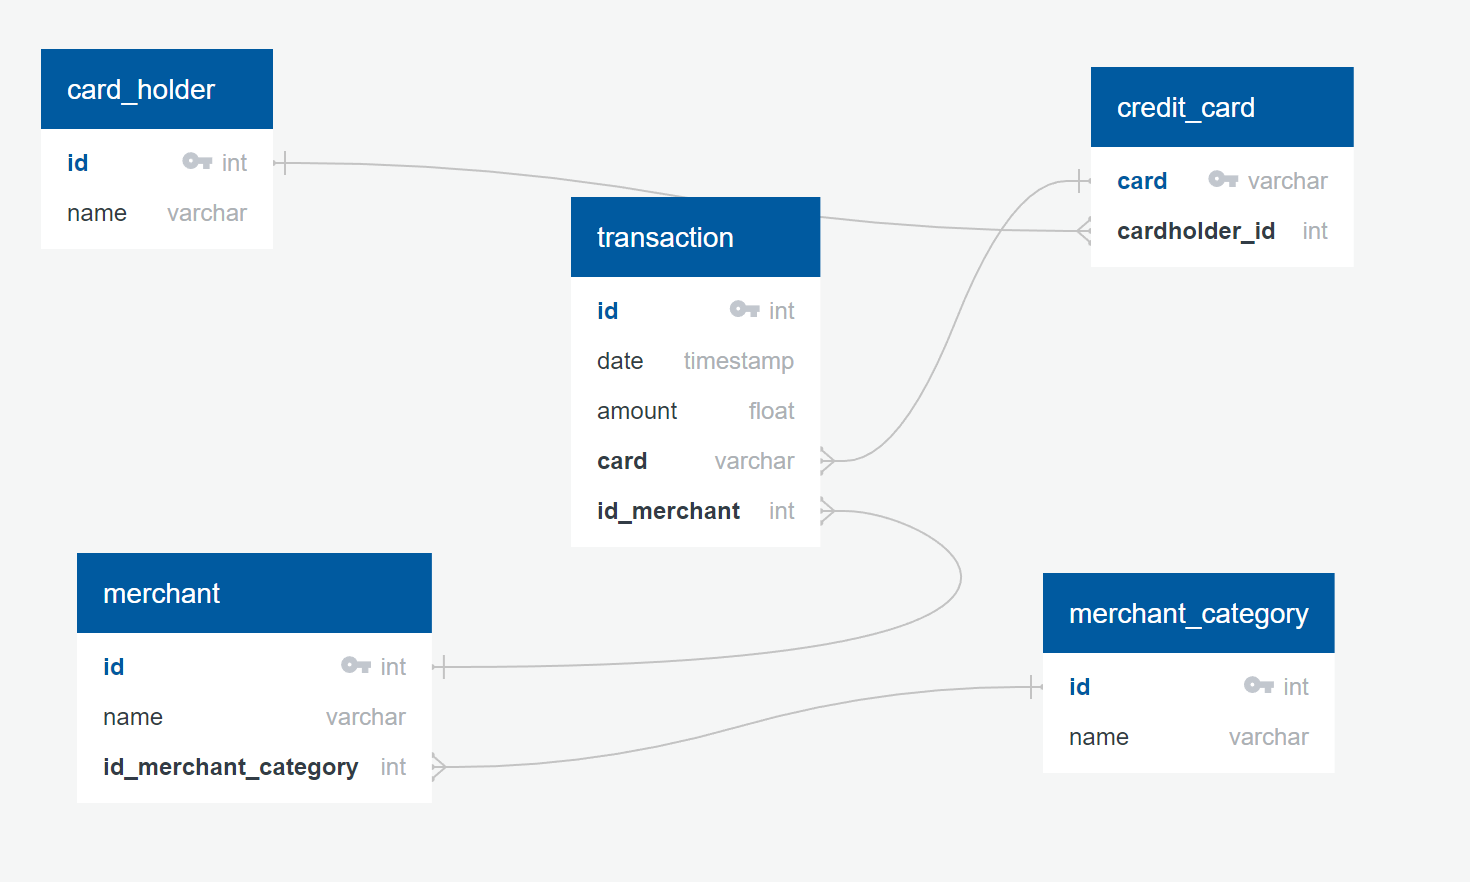 card_holder
id int
name varchar
credit_card
card varchar
cardholder_id int
transaction
id int
date timestamp
amount float
card varchar
id_merchant int
merchant
id int
name varchar
id_merchant_category int
merchant_category
id int
name varchar